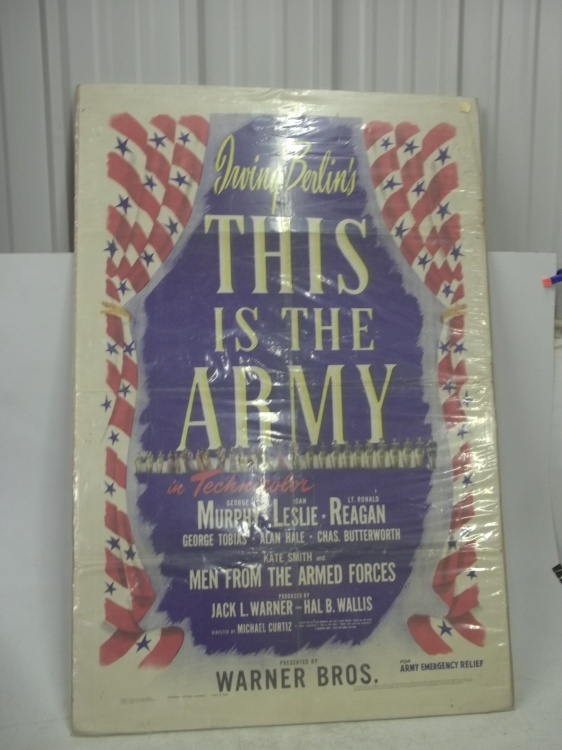 Irving Berlin's
THIS
IS THE
ARMY
in Technicolor
GEORGE JOAN LT. RONALD
MURPHY · LESLIE · REAGAN
GEORGE TOBIAS · ALAN HALE · CHAS. BUTTERWORTH
KATE SMITH and
MEN FROM THE ARMED FORCES
PRODUCED BY
JACK L. WARNER – HAL B. WALLIS
DIRECTED BY MICHAEL CURTIZ
PRESENTED BY
WARNER BROS.
FOR
ARMY EMERGENCY RELIEF